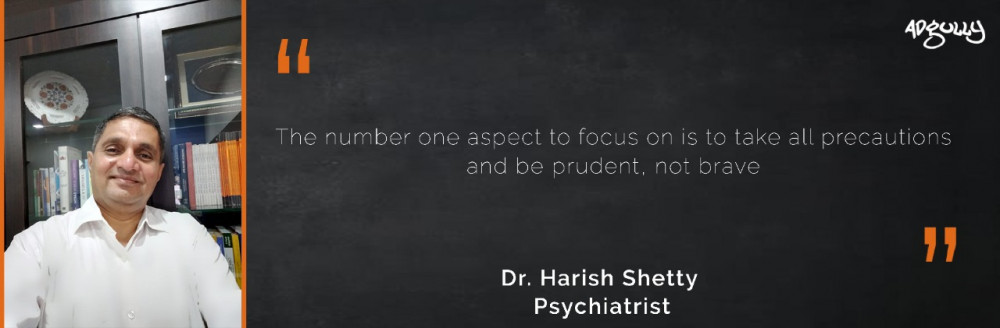 ADGULLY
“
The number one aspect to focus on is to take all precautions
and be prudent, not brave
”
Dr. Harish Shetty
Psychiatrist